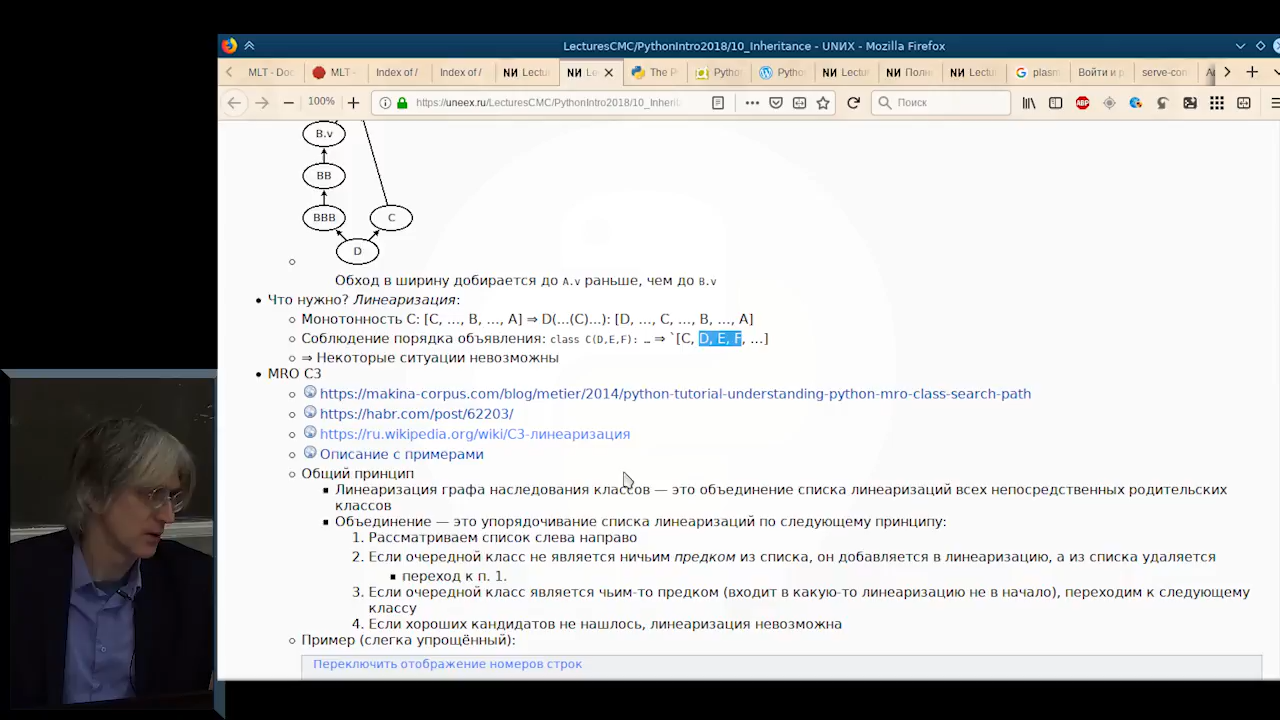 LecturesCMC/PythonIntro2018/10_Inheritance - UNИX - Mozilla Firefox
MLT - Doc
MLT -
Index of /
Index of /
Lectu
Le
The P
Pytho
Pytho
Lectur
Полн
Lectu
plasm
Войти и р
serve-con
100%
https://uneex.ru/LecturesCMC/PythonIntro2018/10_Inherit
Поиск
B.v
BB
BBB
C
D
Обход в ширину добирается до A.v раньше, чем до B.v
Что нужно? Линеаризация:
Монотонность C: [C, …, B, …, A] ⇒ D(…(C)…): [D, …, C, …, B, …, A]
Соблюдение порядка объявления: class C(D,E,F): … ⇒ `[C, D, E, F, …]
⇒ Некоторые ситуации невозможны
MRO C3
https://makina-corpus.com/blog/metier/2014/python-tutorial-understanding-python-mro-class-search-path
https://habr.com/post/62203/
https://ru.wikipedia.org/wiki/C3-линеаризация
Описание с примерами
Общий принцип
Линеаризация графа наследования классов — это объединение списка линеаризаций всех непосредственных родительских
классов
Объединение — это упорядочивание списка линеаризаций по следующему принципу:
1. Рассматриваем список слева направо
2. Если очередной класс не является ничьим предком из списка, он добавляется в линеаризацию, а из списка удаляется
переход к п. 1.
3. Если очередной класс является чьим-то предком (входит в какую-то линеаризацию не в начало), переходим к следующему
классу
4. Если хороших кандидатов не нашлось, линеаризация невозможна
Пример (слегка упрощённый):
Переключить отображение номеров строк